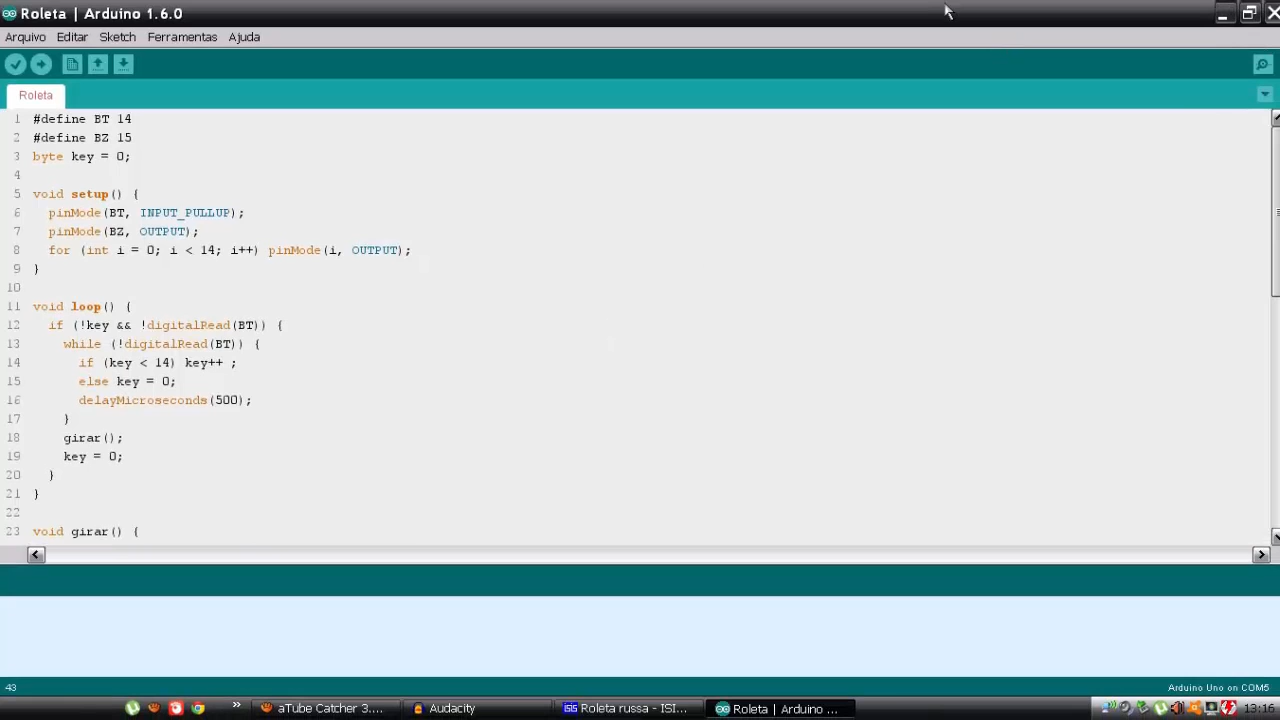 Roleta | Arduino 1.6.0
Arquivo Editar Sketch Ferramentas Ajuda
Roleta
1 #define BT 14
2 #define BZ 15
3 byte key = 0;
4
5 void setup() {
6 pinMode(BT, INPUT_PULLUP);
7 pinMode(BZ, OUTPUT);
8 for (int i = 0; i < 14; i++) pinMode(i, OUTPUT);
9 }
10
11 void loop() {
12 if (!key && !digitalRead(BT)) {
13 while (!digitalRead(BT)) {
14 if (key < 14) key++ ;
15 else key = 0;
16 delayMicroseconds(500);
17 }
18 girar();
19 key = 0;
20 }
21 }
22
23 void girar() {
43 Arduino Uno on COM5
» aTube Catcher 3.... Audacity ISIS Roleta russa - ISI... Roleta | Arduino ... 13:16